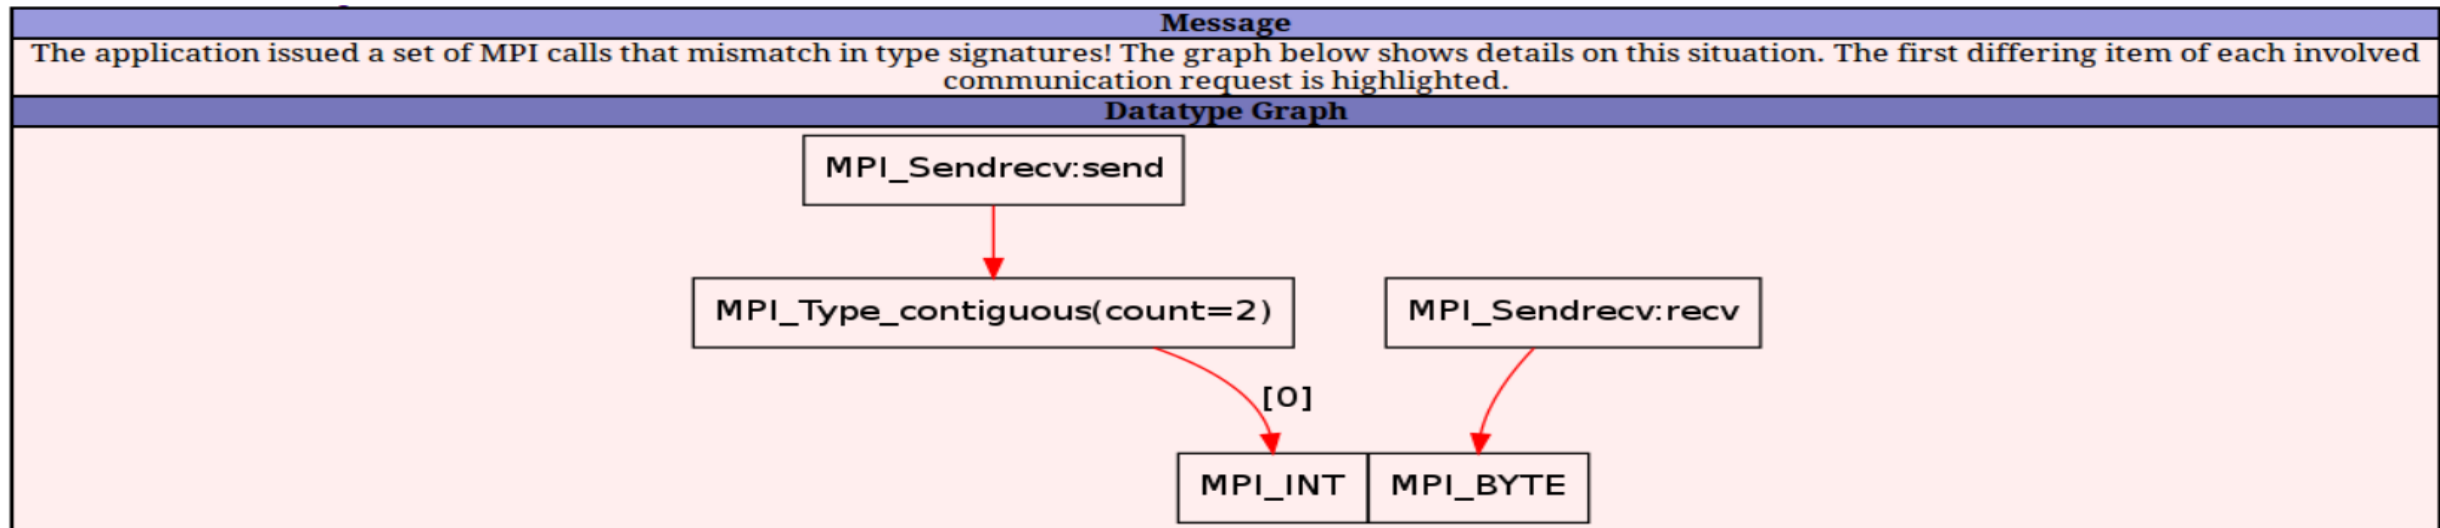 Message
The application issued a set of MPI calls that mismatch in type signatures! The graph below shows details on this situation. The first differing item of each involved
communication request is highlighted.
Datatype Graph
MPI_Sendrecv:send
MPI_Type_contiguous(count=2)
MPI_Sendrecv:recv
[0]
MPI_INT
MPI_BYTE